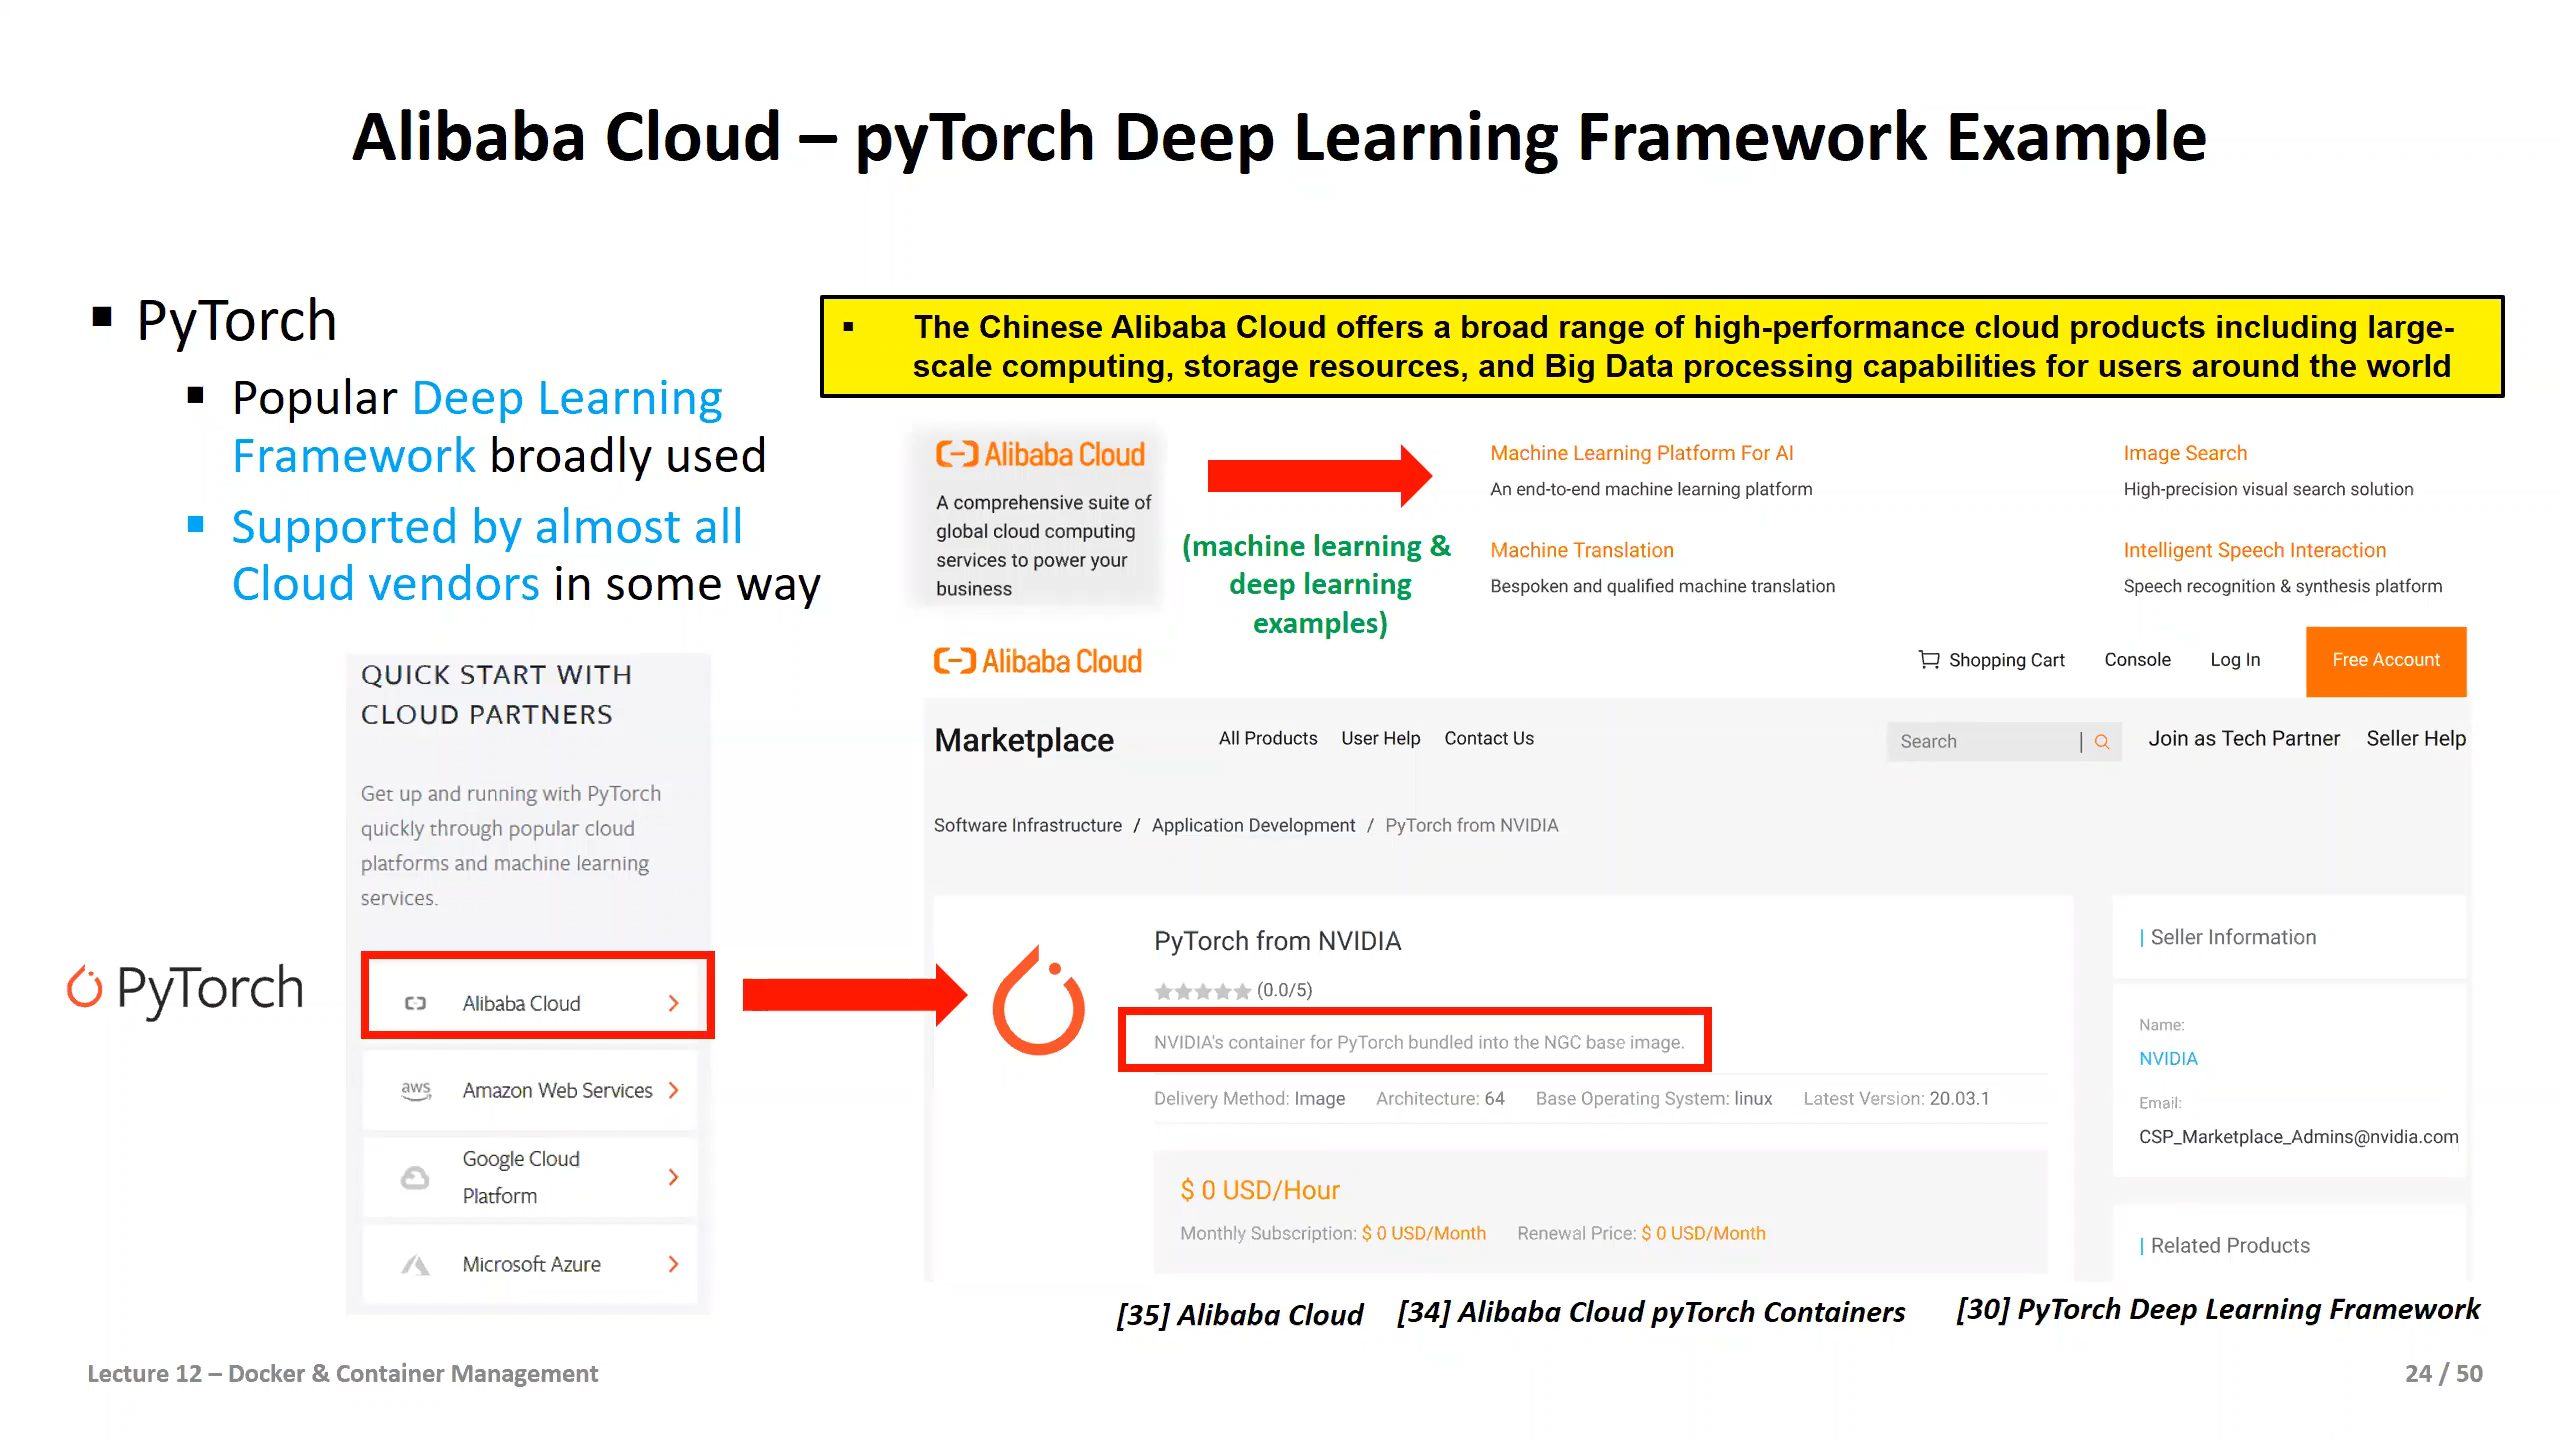 Alibaba Cloud – pyTorch Deep Learning Framework Example
▪ PyTorch
▪ Popular Deep Learning
Framework broadly used
▪ Supported by almost all
Cloud vendors in some way
▪ The Chinese Alibaba Cloud offers a broad range of high-performance cloud products including large-
scale computing, storage resources, and Big Data processing capabilities for users around the world
Alibaba Cloud
A comprehensive suite of
global cloud computing
services to power your
business
(machine learning &
deep learning
examples)
Machine Learning Platform For AI
An end-to-end machine learning platform
Image Search
High-precision visual search solution
Machine Translation
Bespoken and qualified machine translation
Intelligent Speech Interaction
Speech recognition & synthesis platform
PyTorch
QUICK START WITH
CLOUD PARTNERS
Get up and running with PyTorch
quickly through popular cloud
platforms and machine learning
services.
Alibaba Cloud
aws Amazon Web Services
Google Cloud
Platform
Microsoft Azure
Alibaba Cloud
Shopping Cart Console Log In Free Account
Marketplace All Products User Help Contact Us Search Join as Tech Partner Seller Help
Software Infrastructure / Application Development / PyTorch from NVIDIA
PyTorch from NVIDIA
(0.0/5)
NVIDIA's container for PyTorch bundled into the NGC base image.
Delivery Method: Image Architecture: 64 Base Operating System: linux Latest Version: 20.03.1
$ 0 USD/Hour
Monthly Subscription: $ 0 USD/Month Renewal Price: $ 0 USD/Month
Seller Information
Name:
NVIDIA
Email:
CSP_Marketplace_Admins@nvidia.com
Related Products
[35] Alibaba Cloud [34] Alibaba Cloud pyTorch Containers [30] PyTorch Deep Learning Framework
Lecture 12 – Docker & Container Management 24 / 50